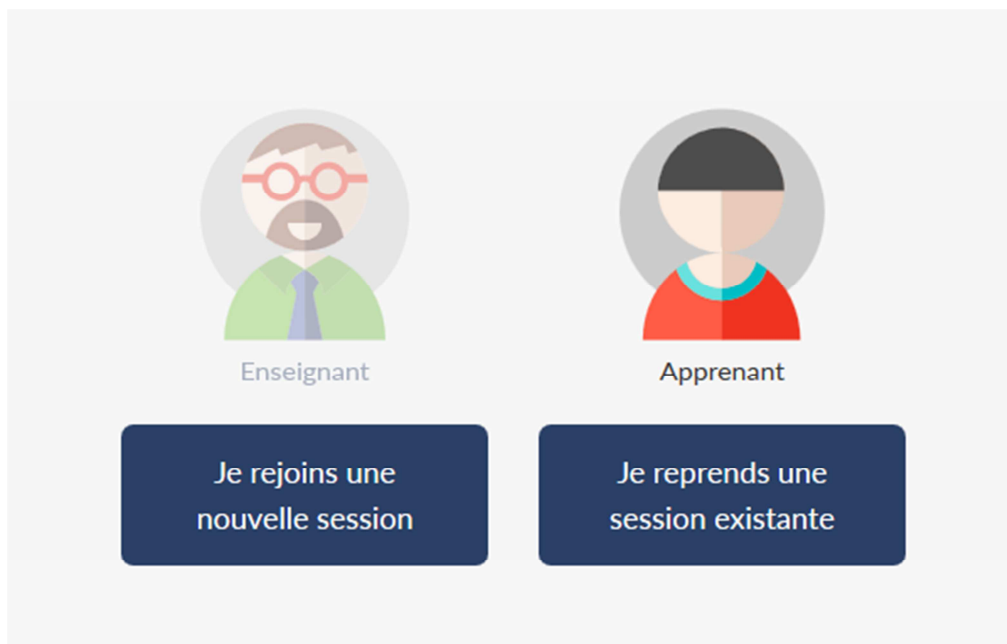 Enseignant
Apprenant
Je rejoins une
nouvelle session
Je reprends une
session existante